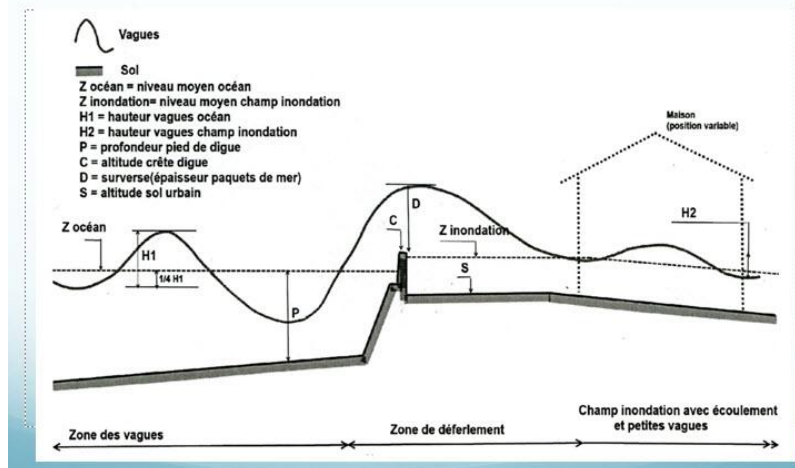 Vagues
Sol
Z océan = niveau moyen océan
Z inondation= niveau moyen champ inondation
H1 = hauteur vagues océan
H2 = hauteur vagues champ inondation
P = profondeur pied de digue
C = altitude crête digue
D = surverse(épaisseur paquets de mer)
S = altitude sol urbain
Maison
(position variable)
Z océan
H1
1/4 H1
P
C
D
Z inondation
S
H2
Zone des vagues
Zone de déferlement
Champ inondation avec écoulement
et petites vagues